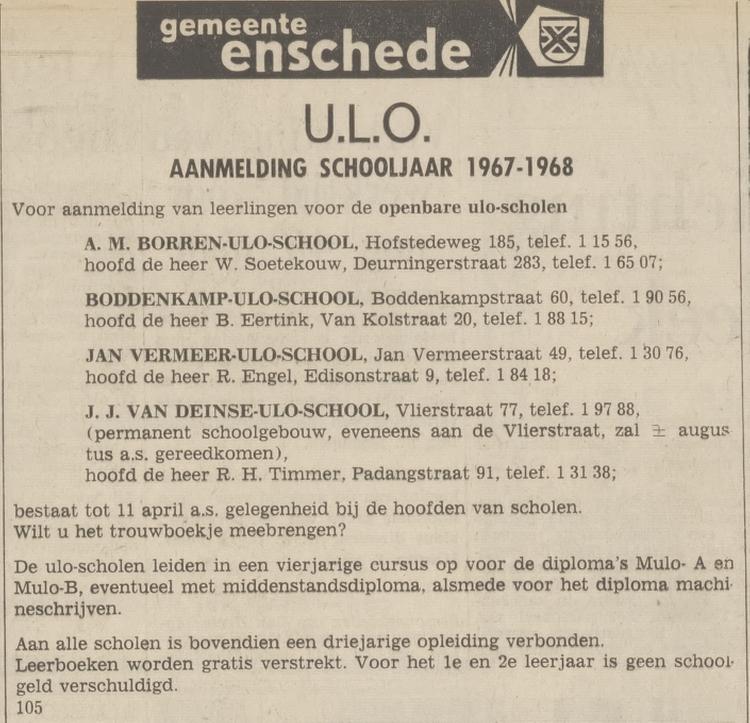 gemeente
enschede
U.L.O.
AANMELDING SCHOOLJAAR 1967-1968
Voor aanmelding van leerlingen voor de openbare ulo-scholen
A. M. BORREN-ULO-SCHOOL, Hofstedeweg 185, telef. 1 15 56,
hoofd de heer W. Soetekouw, Deurningerstraat 283, telef. 1 65 07;
BODDENKAMP-ULO-SCHOOL, Boddenkampstraat 60, telef. 1 90 56,
hoofd de heer B. Eertink, Van Kolstraat 20, telef. 1 88 15;
JAN VERMEER-ULO-SCHOOL, Jan Vermeerstraat 49, telef. 1 30 76,
hoofd de heer R. Engel, Edisonstraat 9, telef. 1 84 18;
J. J. VAN DEINSE-ULO-SCHOOL, Vlierstraat 77, telef. 1 97 88,
(permanent schoolgebouw, eveneens aan de Vlierstraat, zal ± augus-
tus a.s. gereedkomen),
hoofd de heer R. H. Timmer, Padangstraat 91, telef. 1 31 38;
bestaat tot 11 april a.s. gelegenheid bij de hoofden van scholen.
Wilt u het trouwboekje meebrengen?
De ulo-scholen leiden in een vierjarige cursus op voor de diploma's Mulo- A en
Mulo-B, eventueel met middenstandsdiploma, alsmede voor het diploma machi-
neschrijven.
Aan alle scholen is bovendien een driejarige opleiding verbonden.
Leerboeken worden gratis verstrekt. Voor het 1e en 2e leerjaar is geen school-
geld verschuldigd.
105